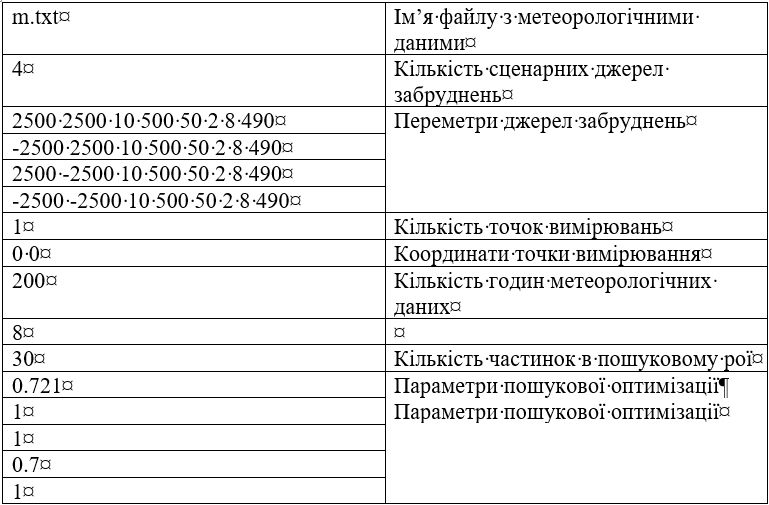 m.txt¤
Ім’я·файлу·з·метеорологічними·
даними¤
4¤
Кількість·сценарних·джерел·
забруднень¤
2500·2500·10·500·50·2·8·490¤
Переметри·джерел·забруднень¤
-2500·2500·10·500·50·2·8·490¤
2500·-2500·10·500·50·2·8·490¤
-2500·-2500·10·500·50·2·8·490¤
1¤
Кількість·точок·вимірювань¤
0·0¤
Координати·точки·вимірювання¤
200¤
Кількість·годин·метеорологічних·
даних¤
8¤
¤
30¤
Кількість·частинок·в·пошуковому·рої¤
0.721¤
Параметри·пошукової·оптимізації¶
1¤
Параметри·пошукової·оптимізації¤
1¤
0.7¤
1¤